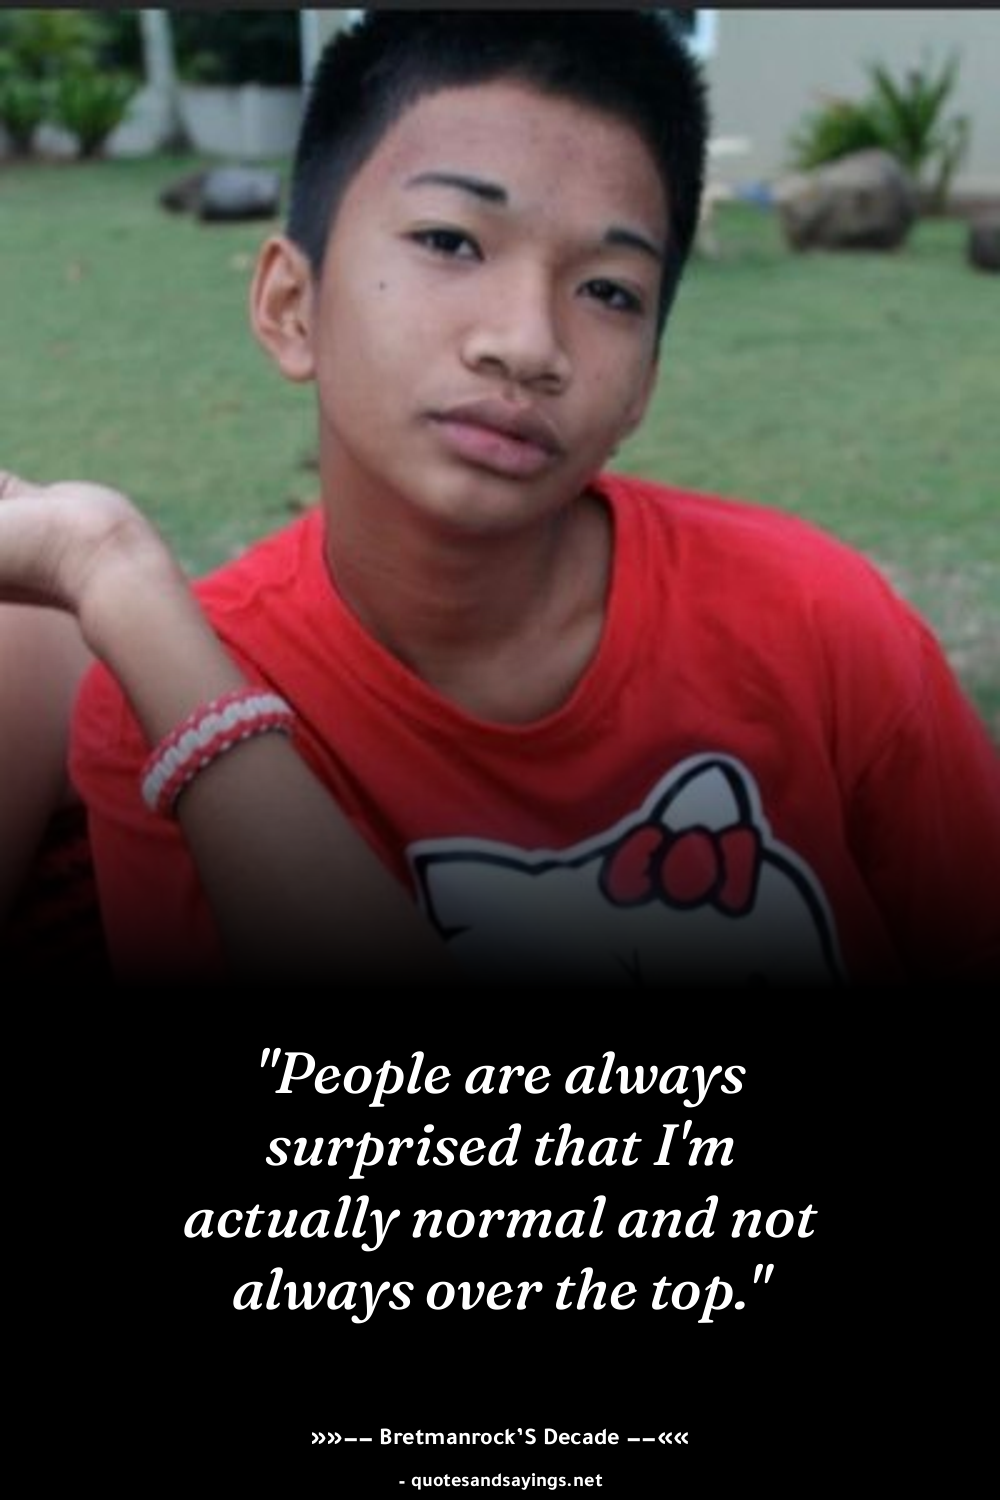 "People are always
surprised that I'm
actually normal and not
always over the top."
»»−− Bretmanrock’S Decade −−««
- quotesandsayings.net